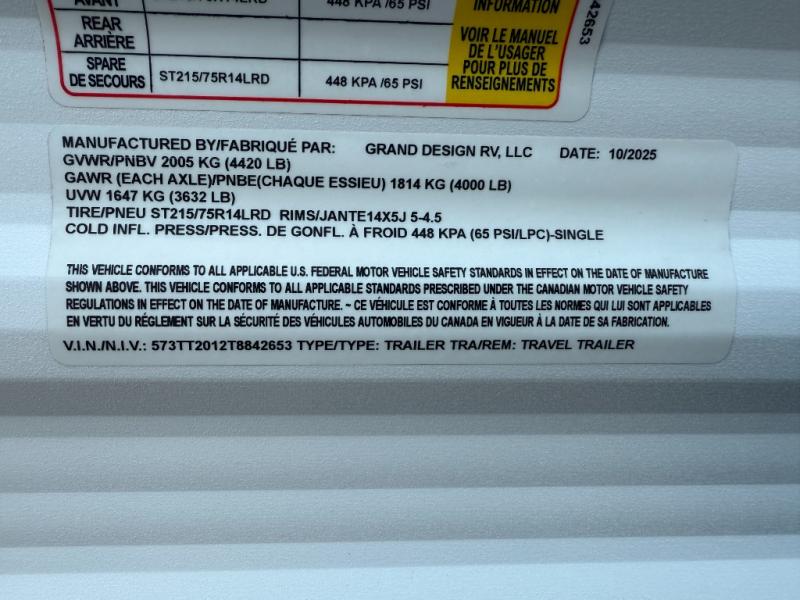 AVANT 448 KPA /65 PSI
INFORMATION
REAR
ARRIÈRE
SPARE
DE SECOURS ST215/75R14LRD 448 KPA /65 PSI
VOIR LE MANUEL
DE L'USAGER
POUR PLUS DE
RENSEIGNEMENTS
42653
MANUFACTURED BY/FABRIQUÉ PAR: GRAND DESIGN RV, LLC DATE: 10/2025
GVWR/PNBV 2005 KG (4420 LB)
GAWR (EACH AXLE)/PNBE(CHAQUE ESSIEU) 1814 KG (4000 LB)
UVW 1647 KG (3632 LB)
TIRE/PNEU ST215/75R14LRD RIMS/JANTE14X5J 5-4.5
COLD INFL. PRESS/PRESS. DE GONFL. À FROID 448 KPA (65 PSI/LPC)-SINGLE
THIS VEHICLE CONFORMS TO ALL APPLICABLE U.S. FEDERAL MOTOR VEHICLE SAFETY STANDARDS IN EFFECT ON THE DATE OF MANUFACTURE
SHOWN ABOVE. THIS VEHICLE CONFORMS TO ALL APPLICABLE STANDARDS PRESCRIBED UNDER THE CANADIAN MOTOR VEHICLE SAFETY
REGULATIONS IN EFFECT ON THE DATE OF MANUFACTURE. ~ CE VÉHICULE EST CONFORME À TOUTES LES NORMES QUI LUI SONT APPLICABLES
EN VERTU DU RÉGLEMENT SUR LA SÉCURITÉ DES VÉHICULES AUTOMOBILES DU CANADA EN VIGUEUR À LA DATE DE SA FABRICATION.
V.I.N./N.I.V.: 573TT2012T8842653 TYPE/TYPE: TRAILER TRA/REM: TRAVEL TRAILER